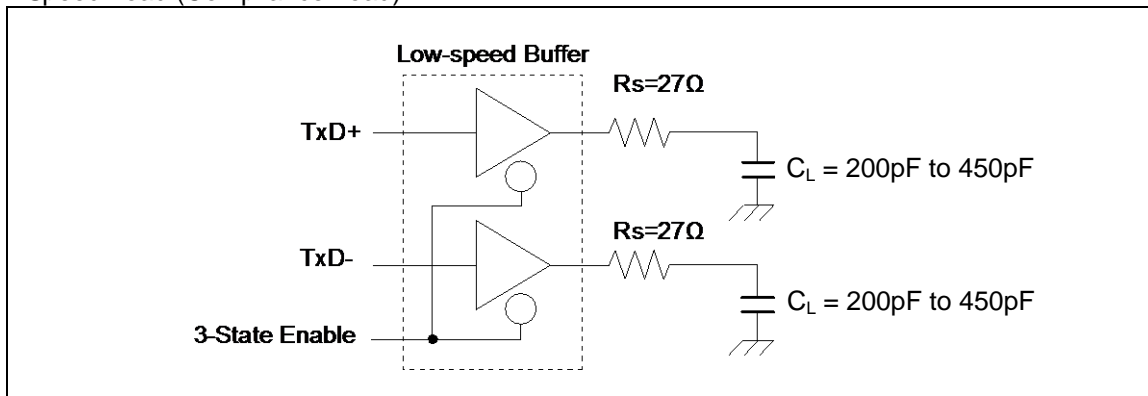 Low-speed Buffer
Rs=27Ω
TxD+
C_L = 200pF to 450pF
Rs=27Ω
TxD-
C_L = 200pF to 450pF
3-State Enable